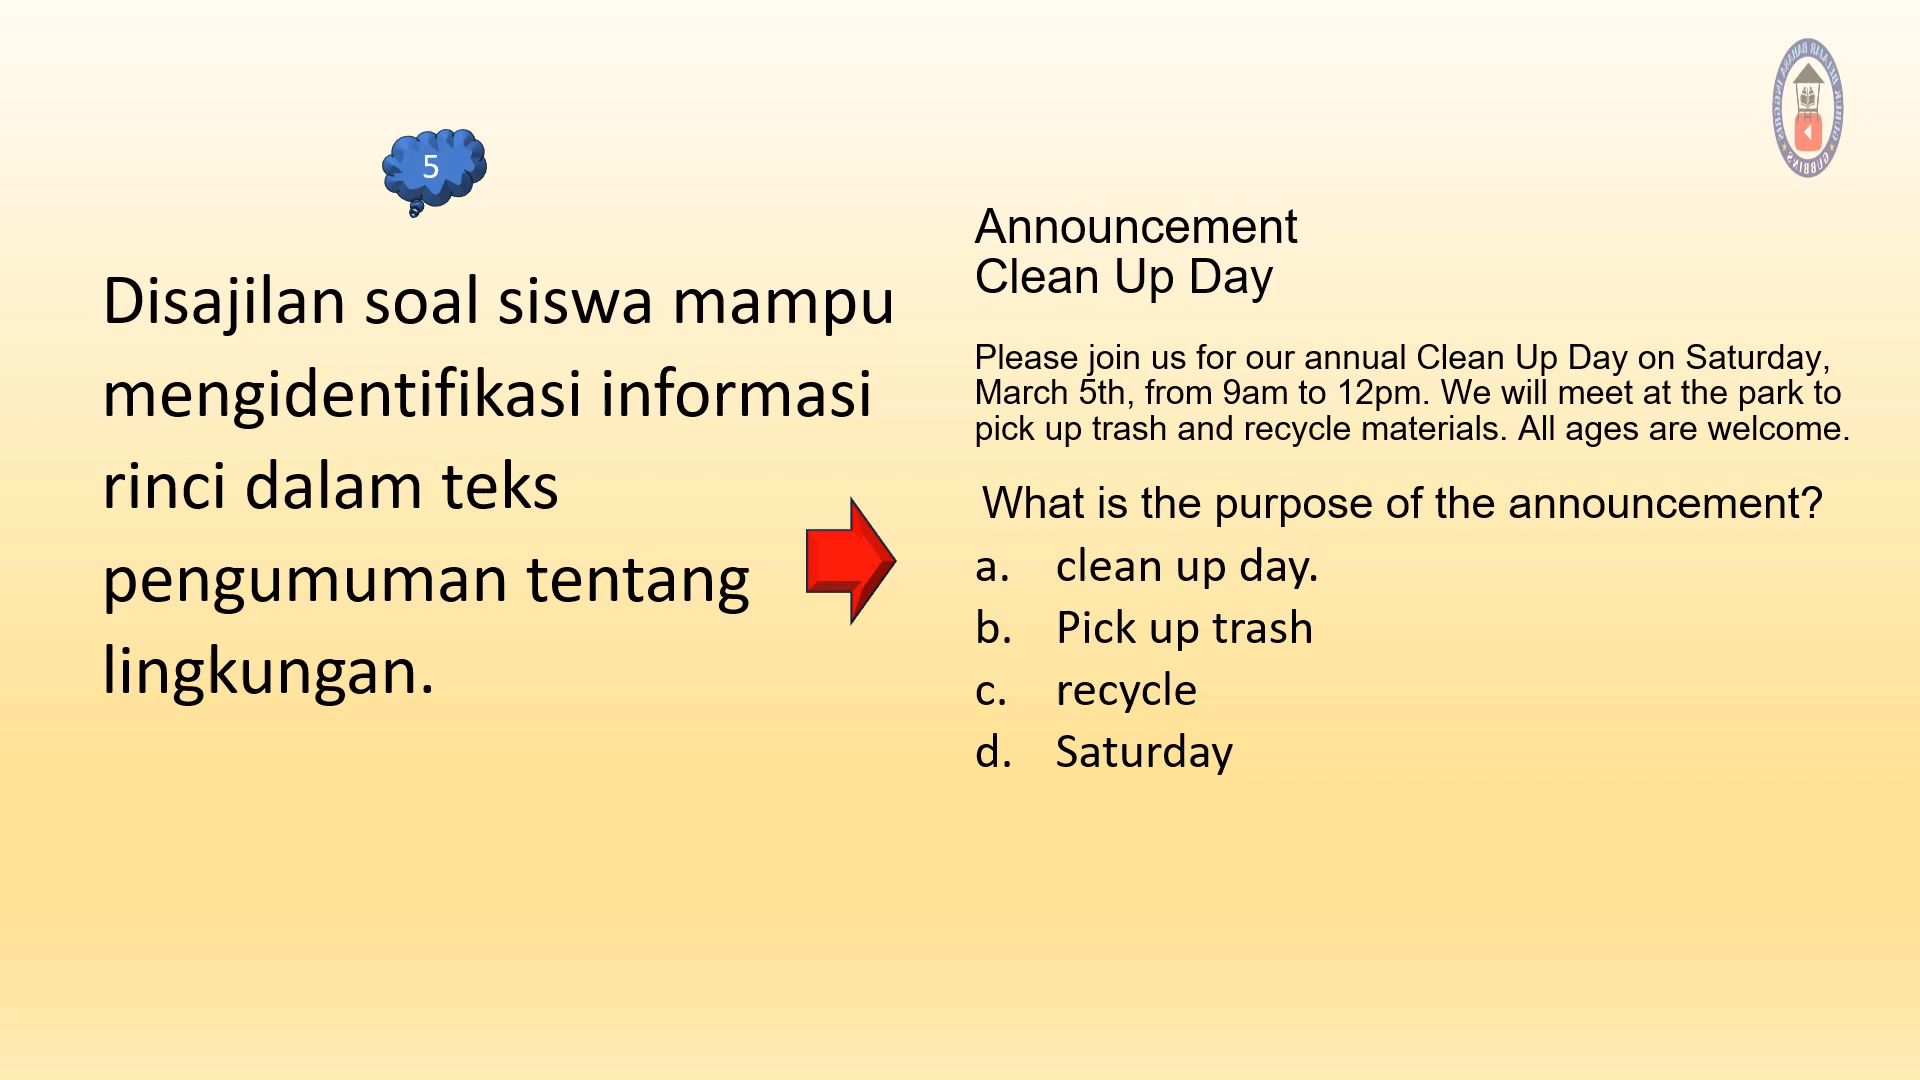 5
Disajilan soal siswa mampu
mengidentifikasi informasi
rinci dalam teks
pengumuman tentang
lingkungan.
Announcement
Clean Up Day
Please join us for our annual Clean Up Day on Saturday,
March 5th, from 9am to 12pm. We will meet at the park to
pick up trash and recycle materials. All ages are welcome.
What is the purpose of the announcement?
a. clean up day.
b. Pick up trash
c. recycle
d. Saturday